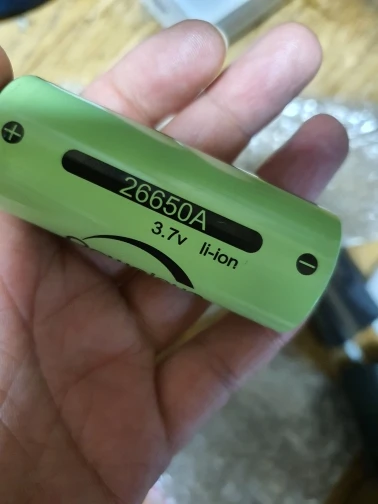 +
26650A
3.7v li-ion
−